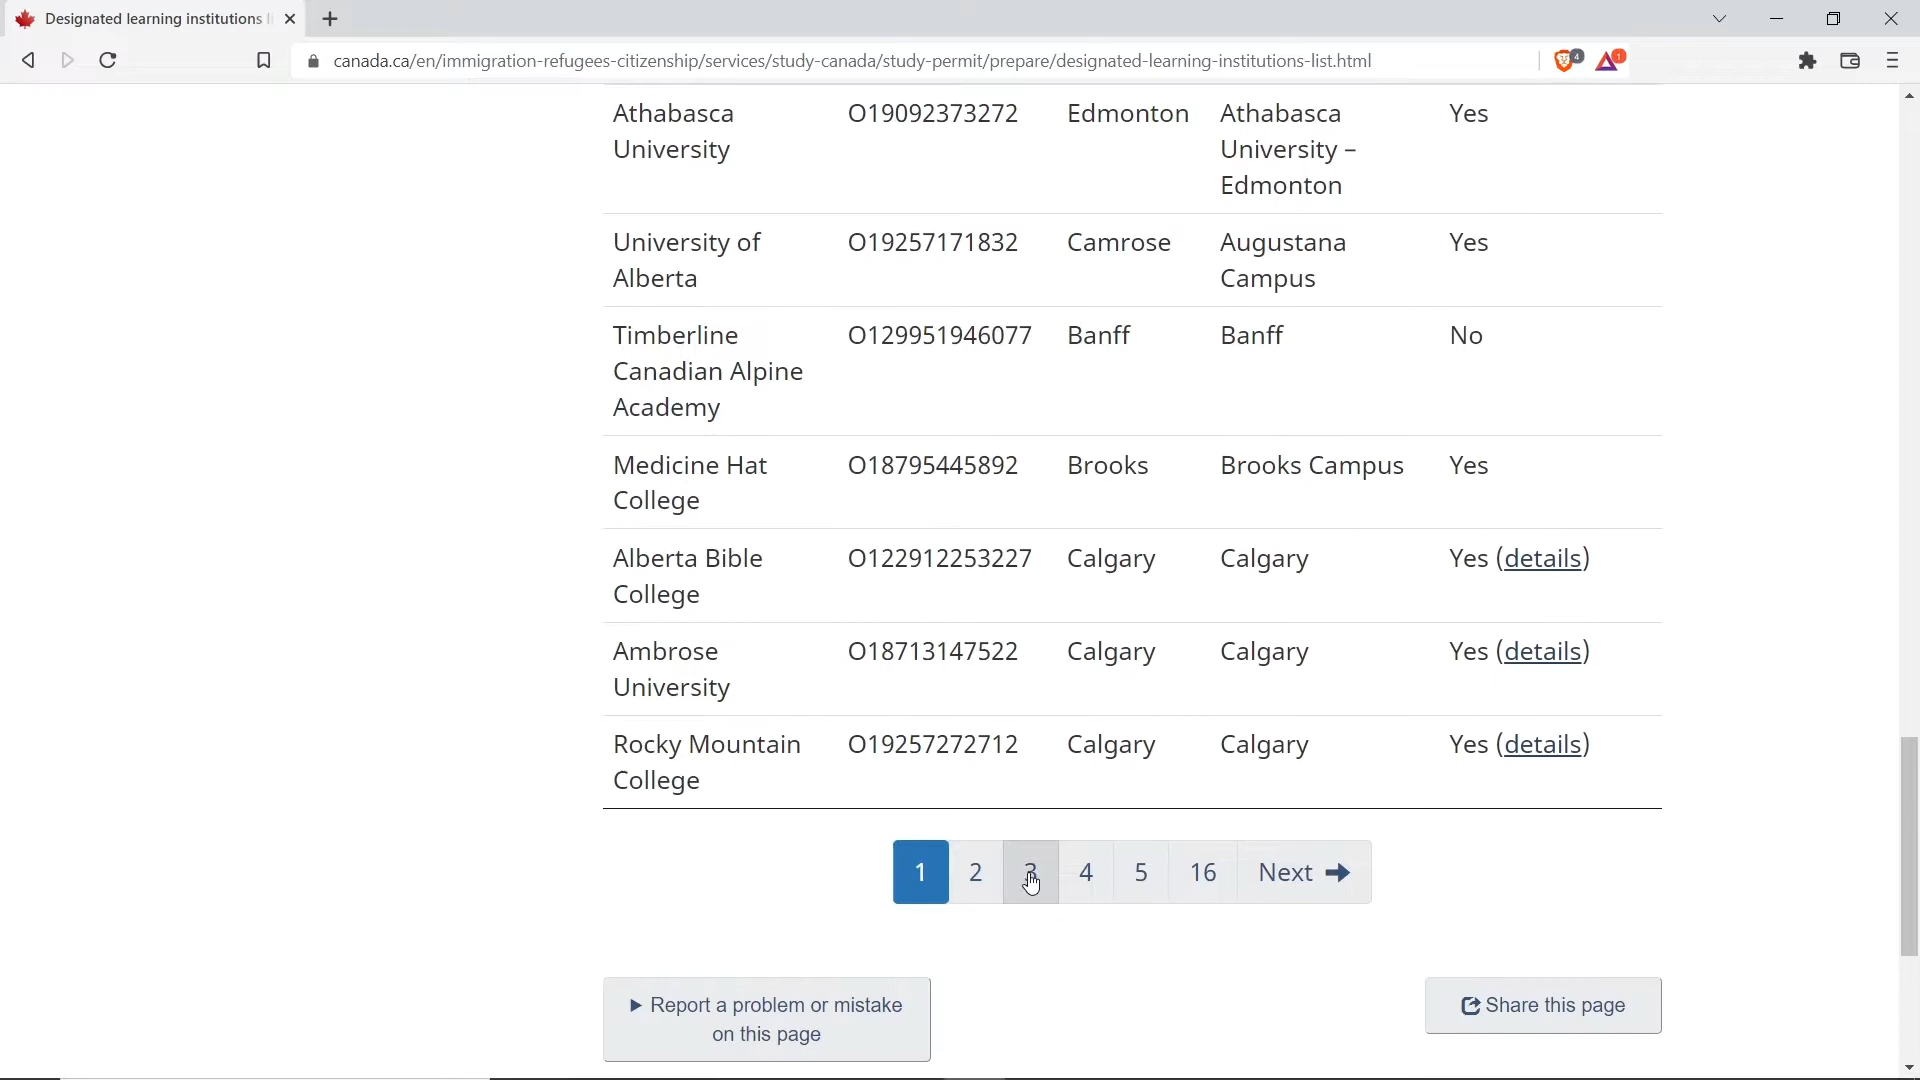 Designated learning institutions l
canada.ca/en/immigration-refugees-citizenship/services/study-canada/study-permit/prepare/designated-learning-institutions-list.html
4
1
Athabasca University O19092373272 Edmonton Athabasca University – Edmonton Yes
University of Alberta O19257171832 Camrose Augustana Campus Yes
Timberline Canadian Alpine Academy O129951946077 Banff Banff No
Medicine Hat College O18795445892 Brooks Brooks Campus Yes
Alberta Bible College O122912253227 Calgary Calgary Yes (details)
Ambrose University O18713147522 Calgary Calgary Yes (details)
Rocky Mountain College O19257272712 Calgary Calgary Yes (details)
1 2 3 4 5 16 Next
Report a problem or mistake
on this page
Share this page